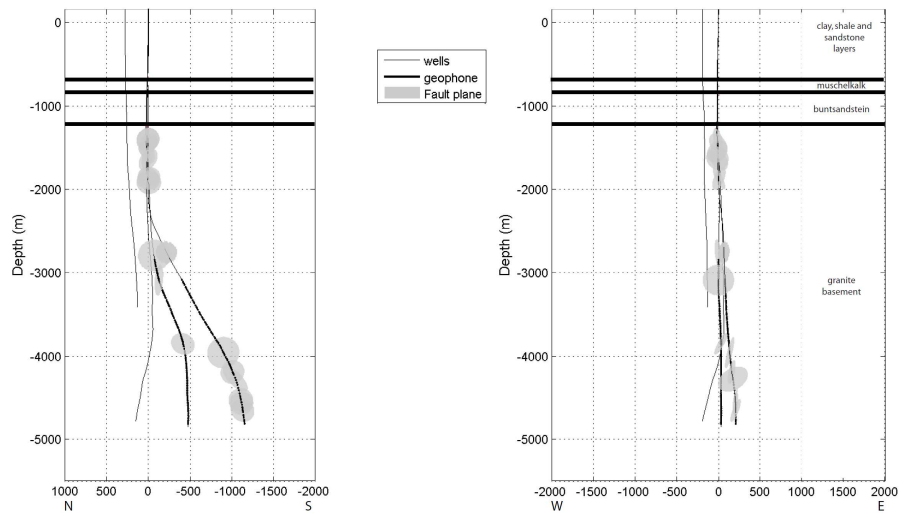 0
-1000
-2000
-3000
-4000
-5000
Depth (m)
1000 500 0 -500 -1000 -1500 -2000
N S
wells
geophone
Fault plane
0
-1000
-2000
-3000
-4000
-5000
Depth (m)
-2000 -1500 -1000 -500 0 500 1000 1500 2000
W E
clay, shale and
sandstone
layers
muschelkalk
buntsandstein
granite
basement